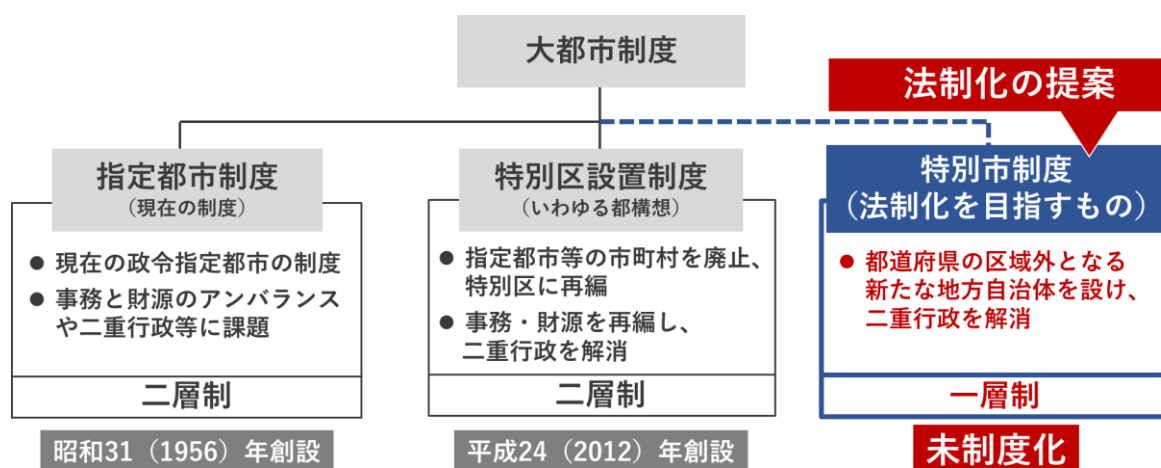 大都市制度
法制化の提案
指定都市制度
（現在の制度）
● 現在の政令指定都市の制度
● 事務と財源のアンバランス
や二重行政等に課題
二層制
昭和31（1956）年創設
特別区設置制度
（いわゆる都構想）
● 指定都市等の市町村を廃止、
特別区に再編
● 事務・財源を再編し、
二重行政を解消
二層制
平成24（2012）年創設
特別市制度
（法制化を目指すもの）
● 都道府県の区域外となる
新たな地方自治体を設け、
二重行政を解消
一層制
未制度化